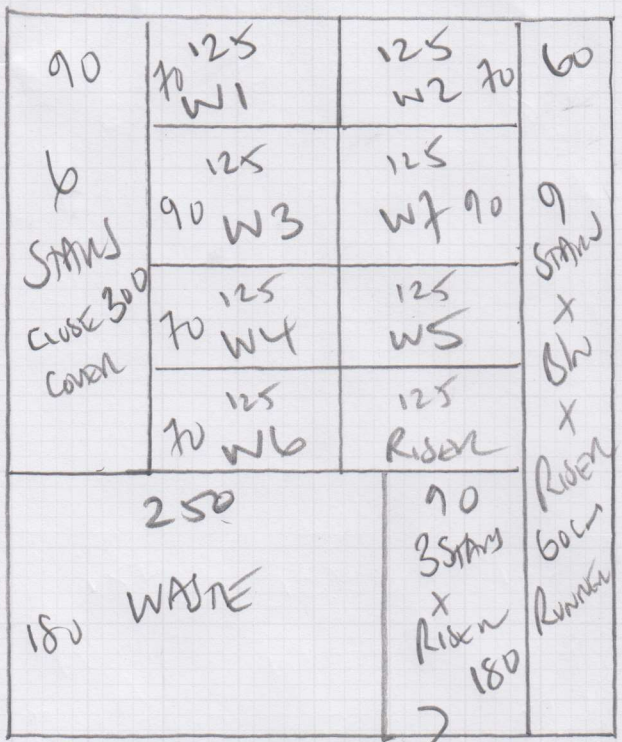 90
6
STAIRS
CLOSE 300
COVER
125
70 W1
125
W2 70
125
90 W3
125
W7 90
125
70 W4
125
W5
125
70 W6
125
RISER
60
9
STAIRS
X
BW
X
RISER
60cm
RUNNER
250
WASTE
180
90
3 STAIRS
X
RISER
180